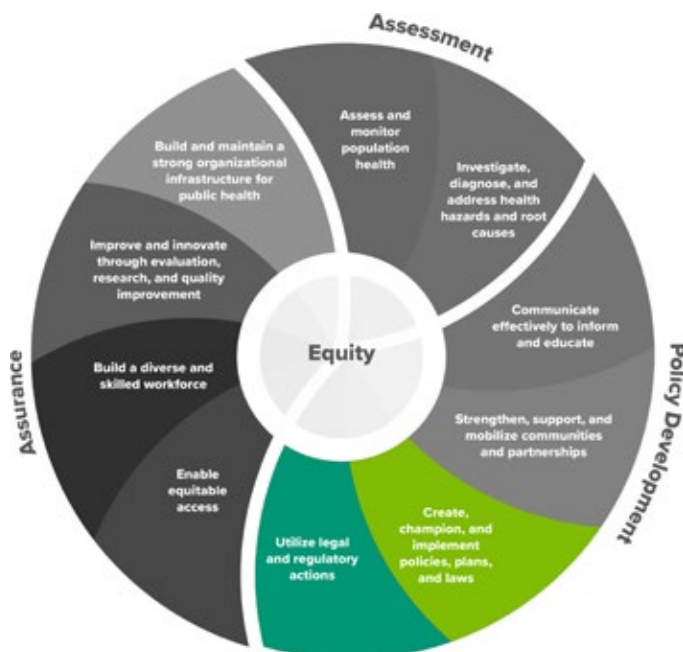 Assessment
Assess and
monitor
population
health
Investigate,
diagnose, and
address health
hazards and root
causes
Policy Development
Communicate
effectively to inform
and educate
Strengthen, support, and
mobilize communities
and partnerships
Create,
champion, and
implement
policies, plans,
and laws
Utilize legal
and regulatory
actions
Assurance
Enable
equitable
access
Build a diverse and
skilled workforce
Improve and innovate
through evaluation,
research, and quality
improvement
Build and maintain a
strong organizational
infrastructure for
public health
Equity